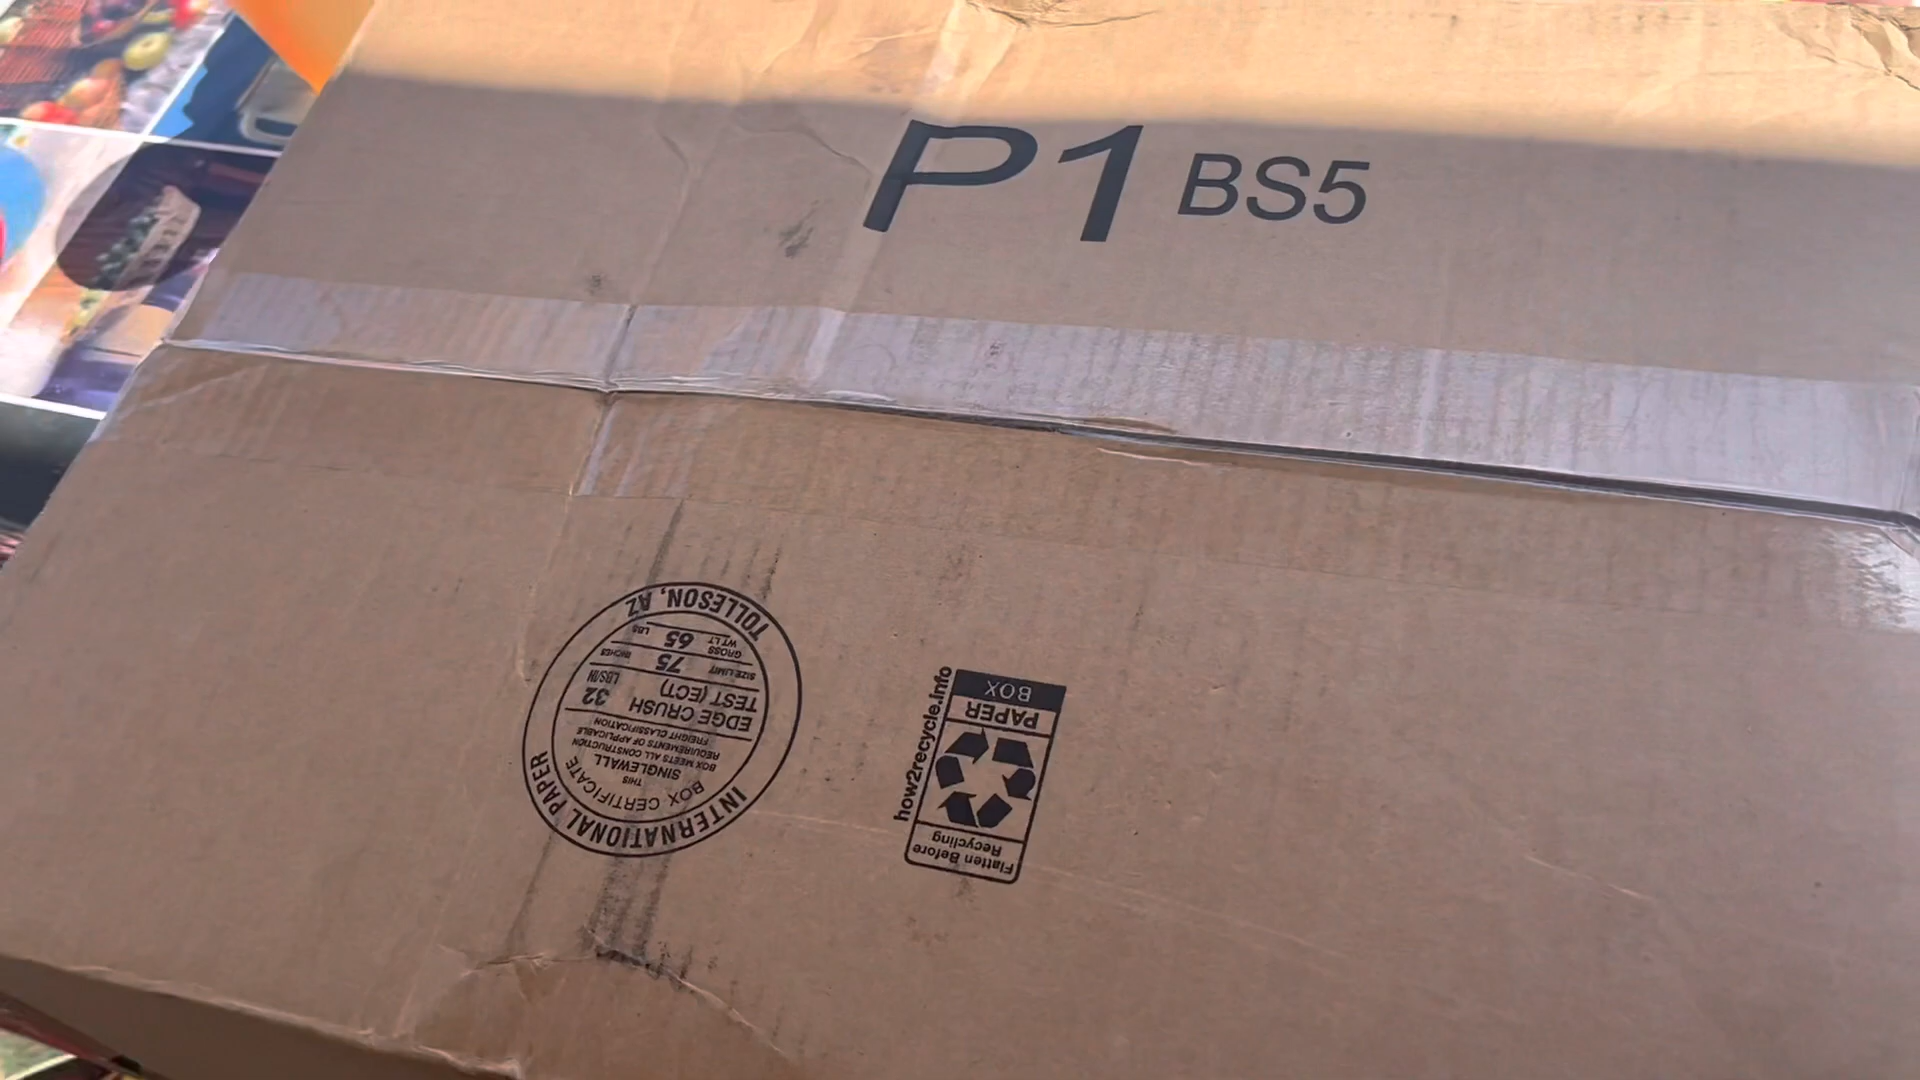 P1 BS5
INTERNATIONAL PAPER
BOX CERTIFICATE
THIS
SINGLEWALL
BOX MEETS ALL CONSTRUCTION
REQUIREMENTS OF APPLICABLE
FREIGHT CLASSIFICATION
EDGE CRUSH
TEST (ECT) 32 LBS/IN
SIZE LIMIT 75 INCHES
GROSS
WT LT 65 LBS
TOLLESON, AZ
how2recycle.info
Flatten Before
Recycling
PAPER
BOX